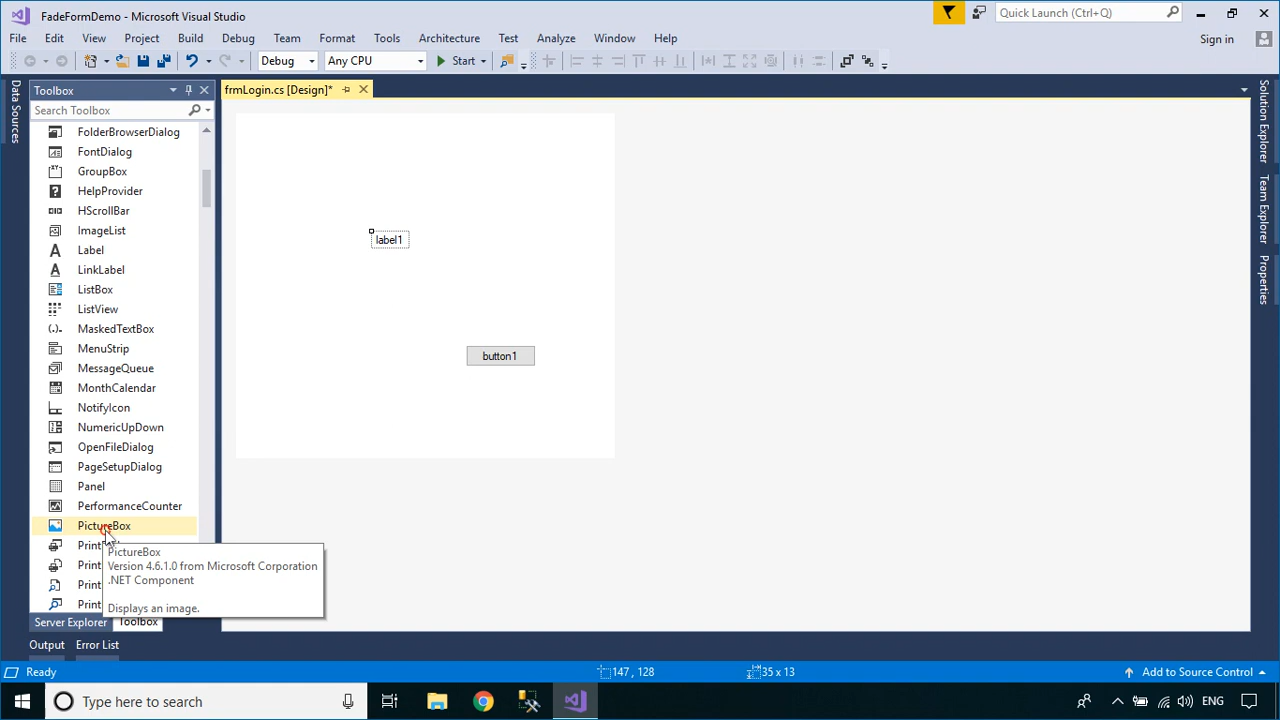 FadeFormDemo - Microsoft Visual Studio
Quick Launch (Ctrl+Q)
File Edit View Project Build Debug Team Format Tools Architecture Test Analyze Window Help
Sign in
Debug Any CPU Start
Data Sources
Toolbox
Search Toolbox
FolderBrowserDialog
FontDialog
GroupBox
HelpProvider
HScrollBar
ImageList
Label
LinkLabel
ListBox
ListView
MaskedTextBox
MenuStrip
MessageQueue
MonthCalendar
NotifyIcon
NumericUpDown
OpenFileDialog
PageSetupDialog
Panel
PerformanceCounter
PictureBox
Print
Print
Print
Print
PictureBox
Version 4.6.1.0 from Microsoft Corporation
.NET Component
Displays an image.
Server Explorer Toolbox
frmLogin.cs [Design]*
label1
button1
Solution Explorer
Team Explorer
Properties
Output Error List
Ready 147 , 128 35 x 13 Add to Source Control
Type here to search
ENG